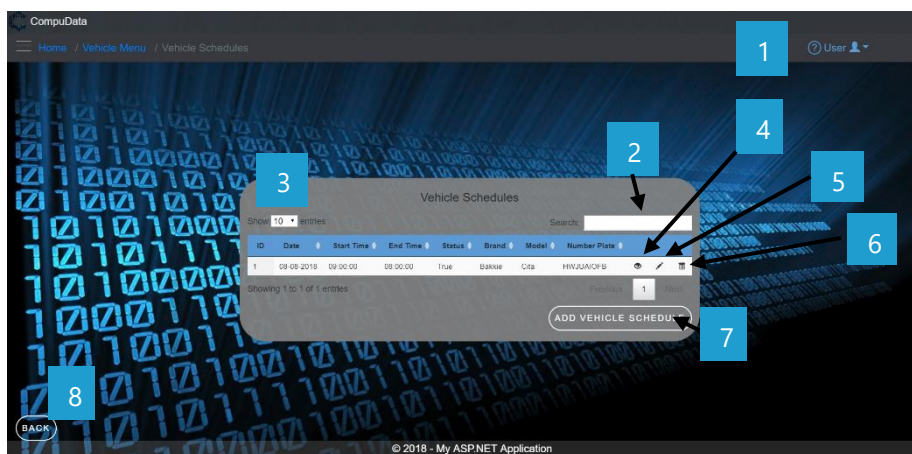 CompuData
Home / Vehicle Menu / Vehicle Schedules
User
1
4
2
3
5
6
Vehicle Schedules
Show 10 entries
Search:
ID Date Start Time End Time Status Brand Model Number Plate
1 08-08-2018 09:00:00 08:00:00 True Bakkie Cita
Showing 1 to 1 of 1 entries
Previous 1 Next
ADD VEHICLE SCHEDULE
7
8
BACK
© 2018 - My ASP.NET Application